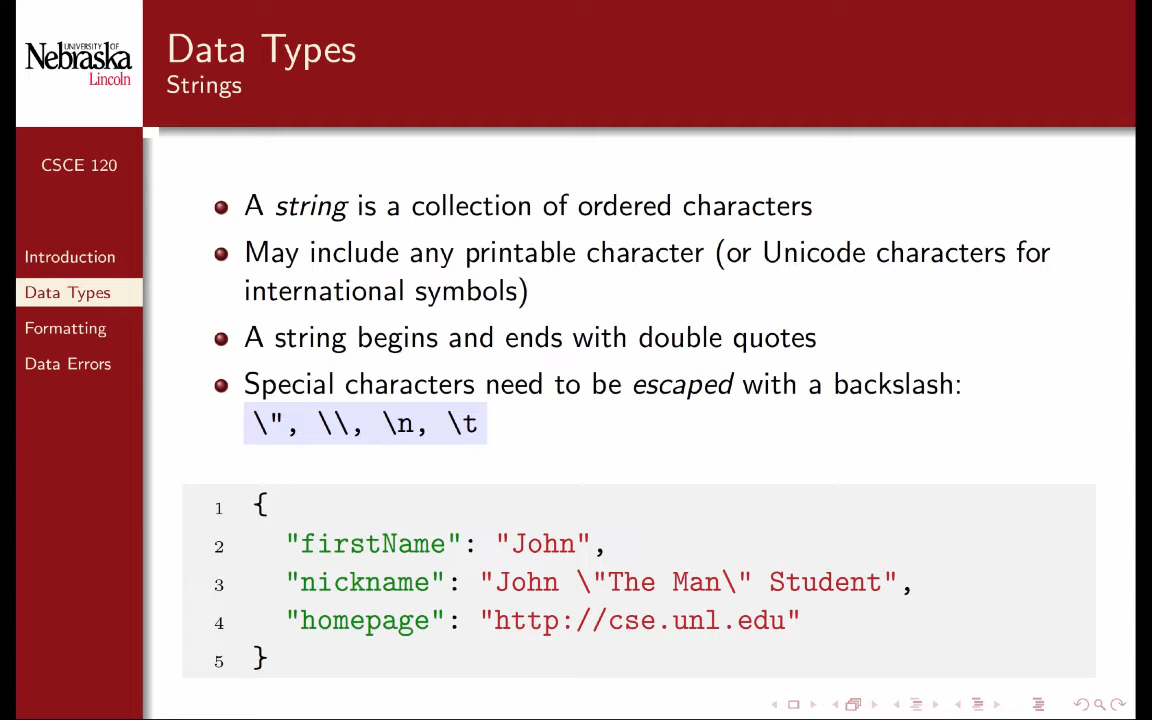 UNIVERSITY OF
Nebraska
Lincoln
Data Types
Strings
CSCE 120
Introduction
Data Types
Formatting
Data Errors
A string is a collection of ordered characters
May include any printable character (or Unicode characters for
international symbols)
A string begins and ends with double quotes
Special characters need to be escaped with a backslash:
\", \\, \n, \t
1 {
2 "firstName": "John",
3 "nickname": "John \"The Man\" Student",
4 "homepage": "http://cse.unl.edu"
5 }